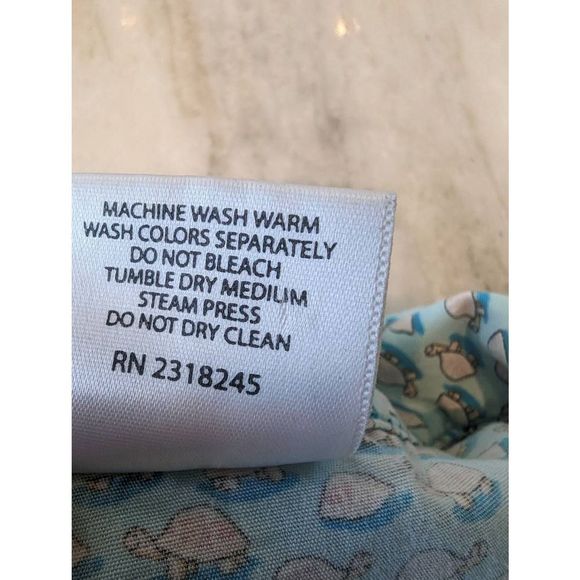 MACHINE WASH WARM
WASH COLORS SEPARATELY
DO NOT BLEACH
TUMBLE DRY MEDIUM
STEAM PRESS
DO NOT DRY CLEAN
RN 2318245